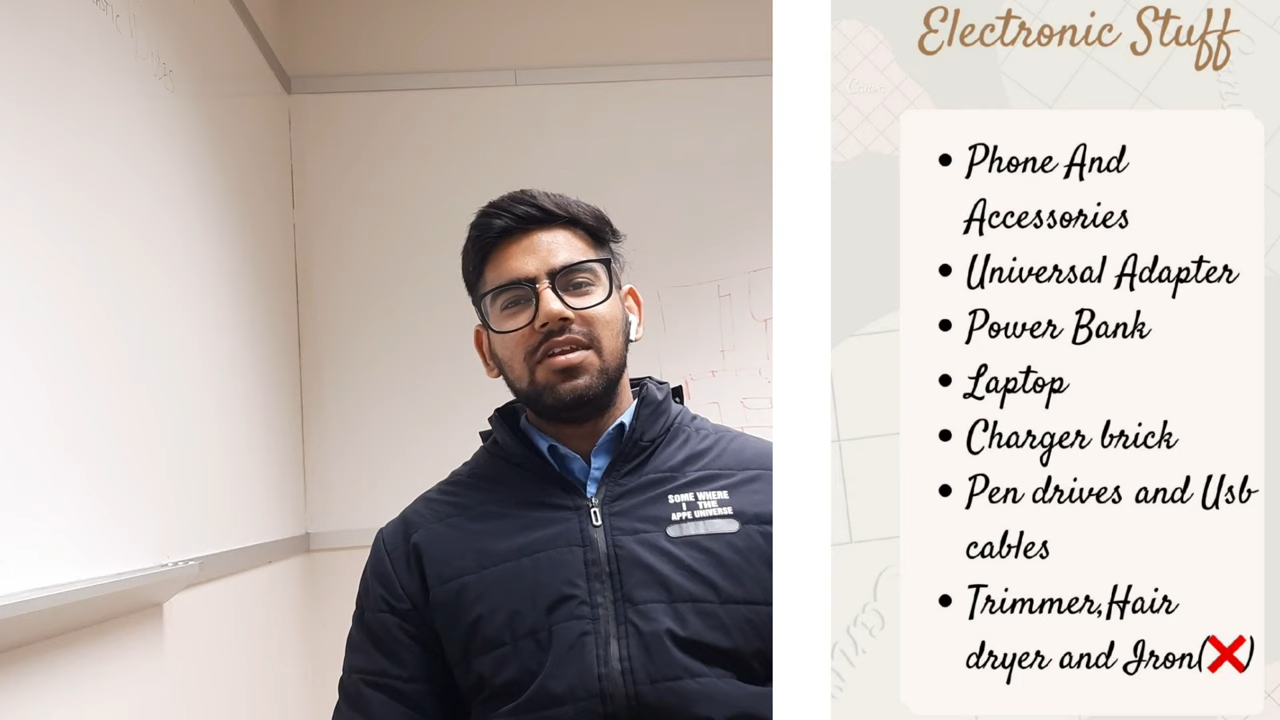 Electronic Stuff
Phone And
Accessories
Universal Adapter
Power Bank
Laptop
Charger brick
Pen drives and Usb
cables
Trimmer,Hair
dryer and Iron(❌)
SOME WHERE
I THE
APPE UNIVERSE